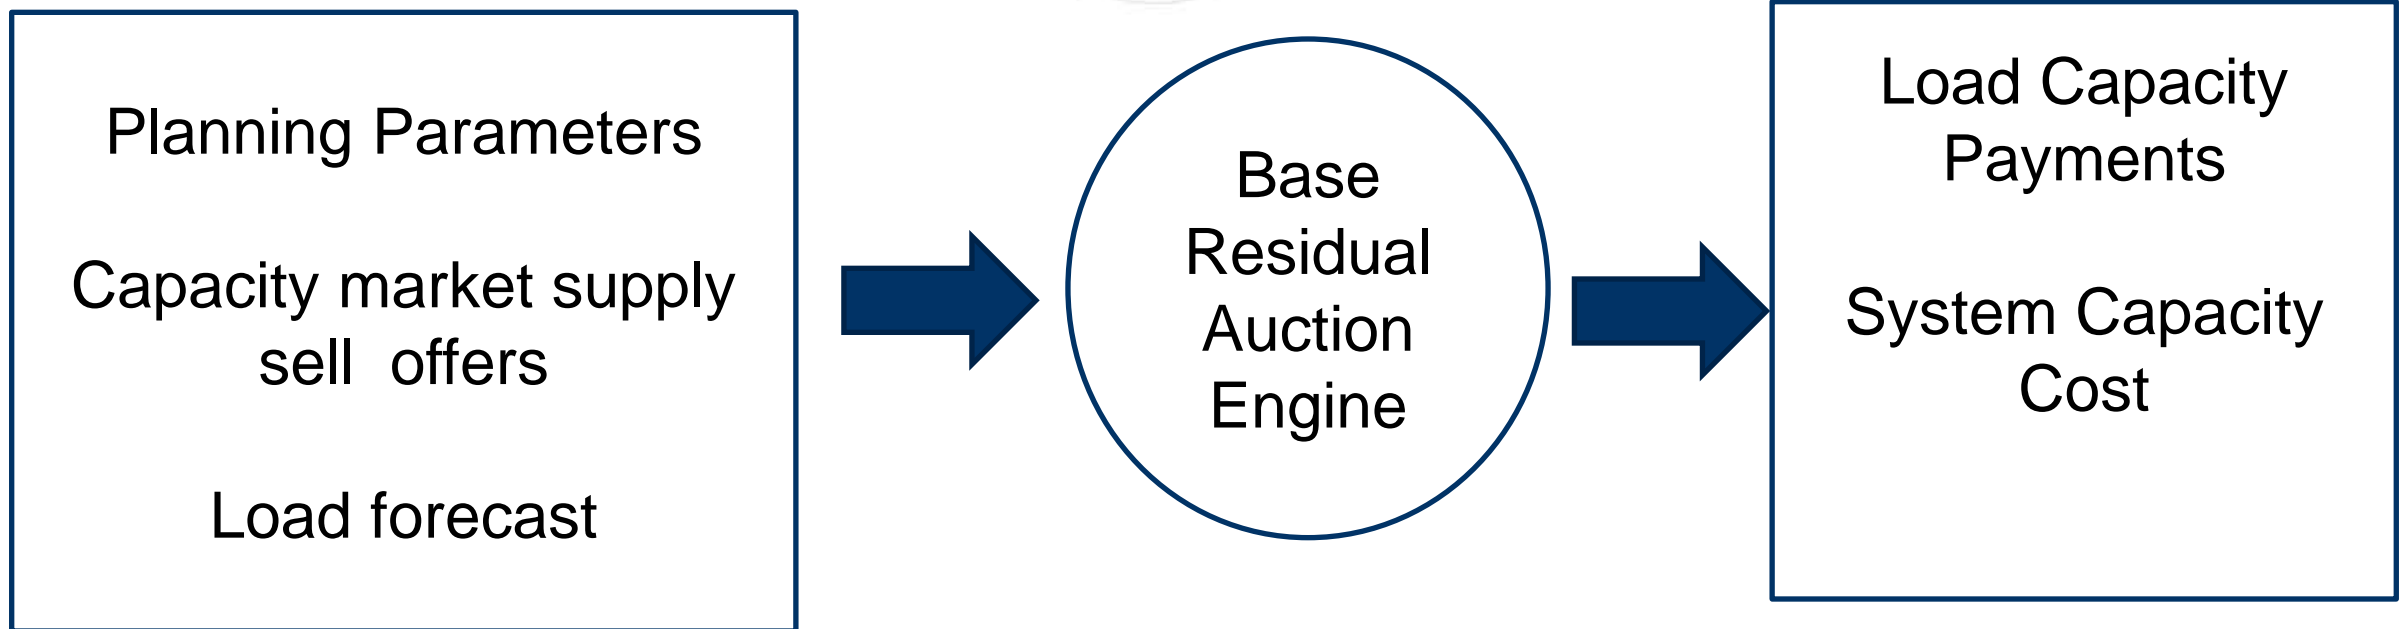 Planning Parameters
Capacity market supply
sell  offers
Load forecast
Base
Residual
Auction
Engine
Load Capacity
Payments
System Capacity
Cost